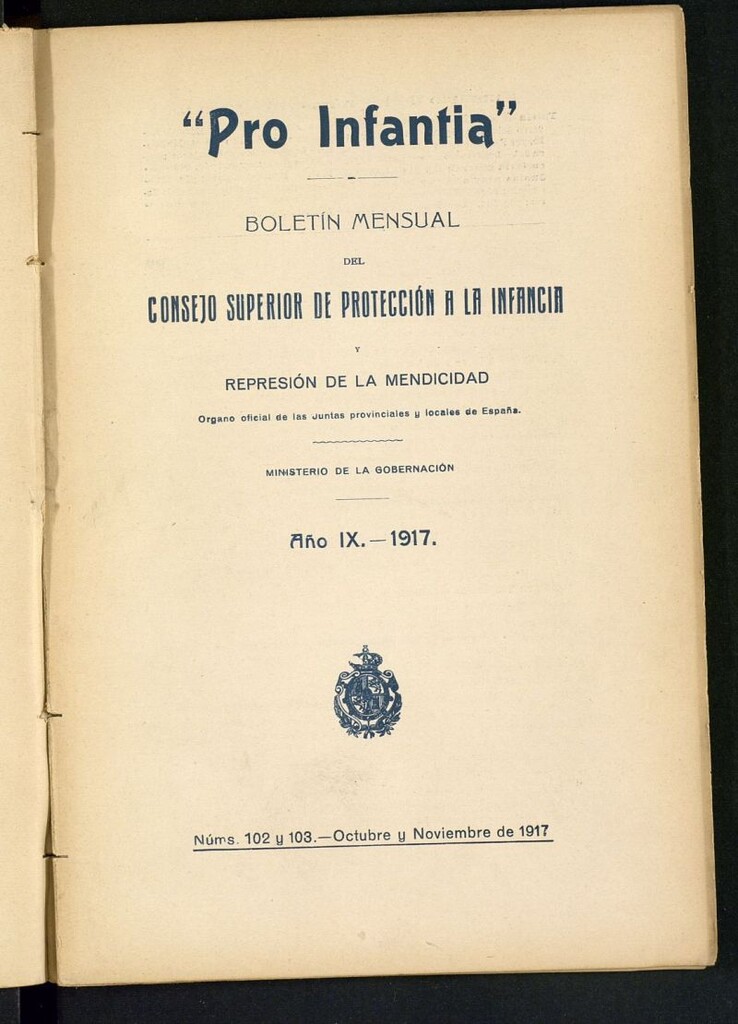 “Pro Infantia”
BOLETÍN MENSUAL
DEL
CONSEJO SUPERIOR DE PROTECCIÓN A LA INFANCIA
Y
REPRESIÓN DE LA MENDICIDAD
Organo oficial de las Juntas provinciales y locales de España.
MINISTERIO DE LA GOBERNACIÓN
Año IX.—1917.
Núms. 102 y 103.—Octubre y Noviembre de 1917